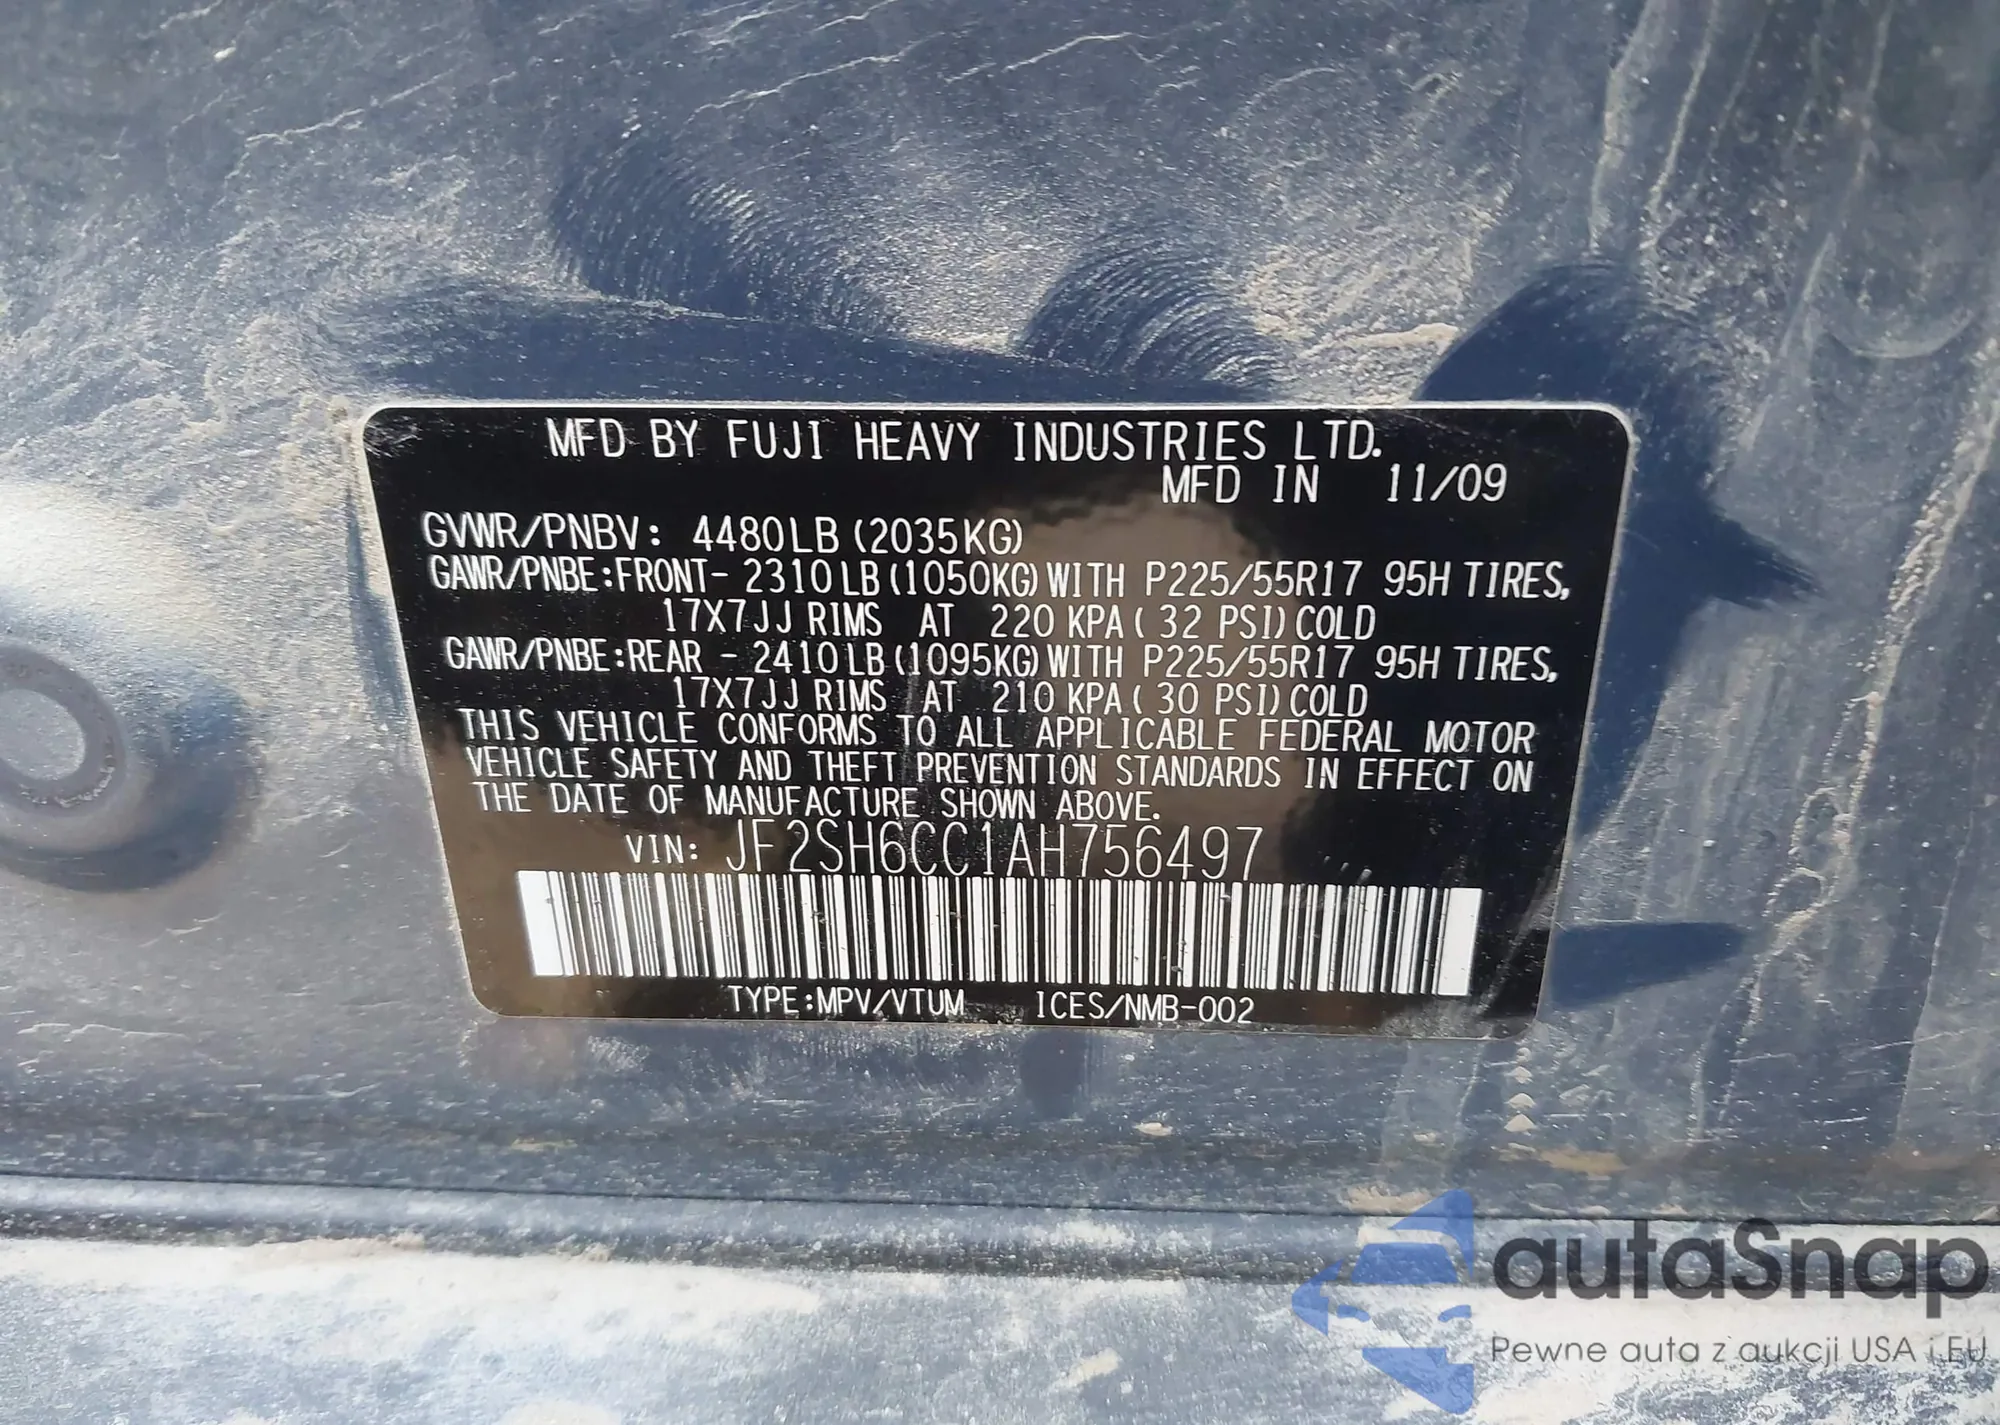 MFD BY FUJI HEAVY INDUSTRIES LTD.
MFD IN 11/09
GVWR/PNBV: 4480LB (2035KG)
GAWR/PNBE:FRONT- 2310LB (1050KG) WITH P225/55R17 95H TIRES,
17X7JJ RIMS AT 220 KPA ( 32 PSI) COLD
GAWR/PNBE:REAR - 2410LB (1095KG) WITH P225/55R17 95H TIRES,
17X7JJ RIMS AT 210 KPA ( 30 PSI) COLD
THIS VEHICLE CONFORMS TO ALL APPLICABLE FEDERAL MOTOR
VEHICLE SAFETY AND THEFT PREVENTION STANDARDS IN EFFECT ON
THE DATE OF MANUFACTURE SHOWN ABOVE.
VIN: JF2SH6CC1AH756497
TYPE:MPV/VTUM ICES/NMB-002
autaSnap
Pewne auta z aukcji USA i EU